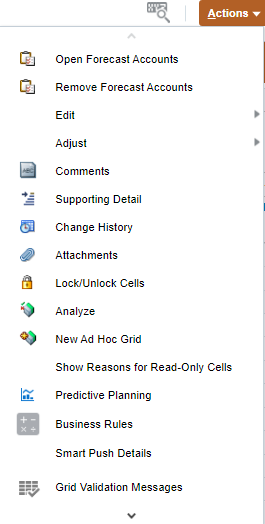 Actions
Open Forecast Accounts
Remove Forecast Accounts
Edit
Adjust
Comments
Supporting Detail
Change History
Attachments
Lock/Unlock Cells
Analyze
New Ad Hoc Grid
Show Reasons for Read-Only Cells
Predictive Planning
Business Rules
Smart Push Details
Grid Validation Messages